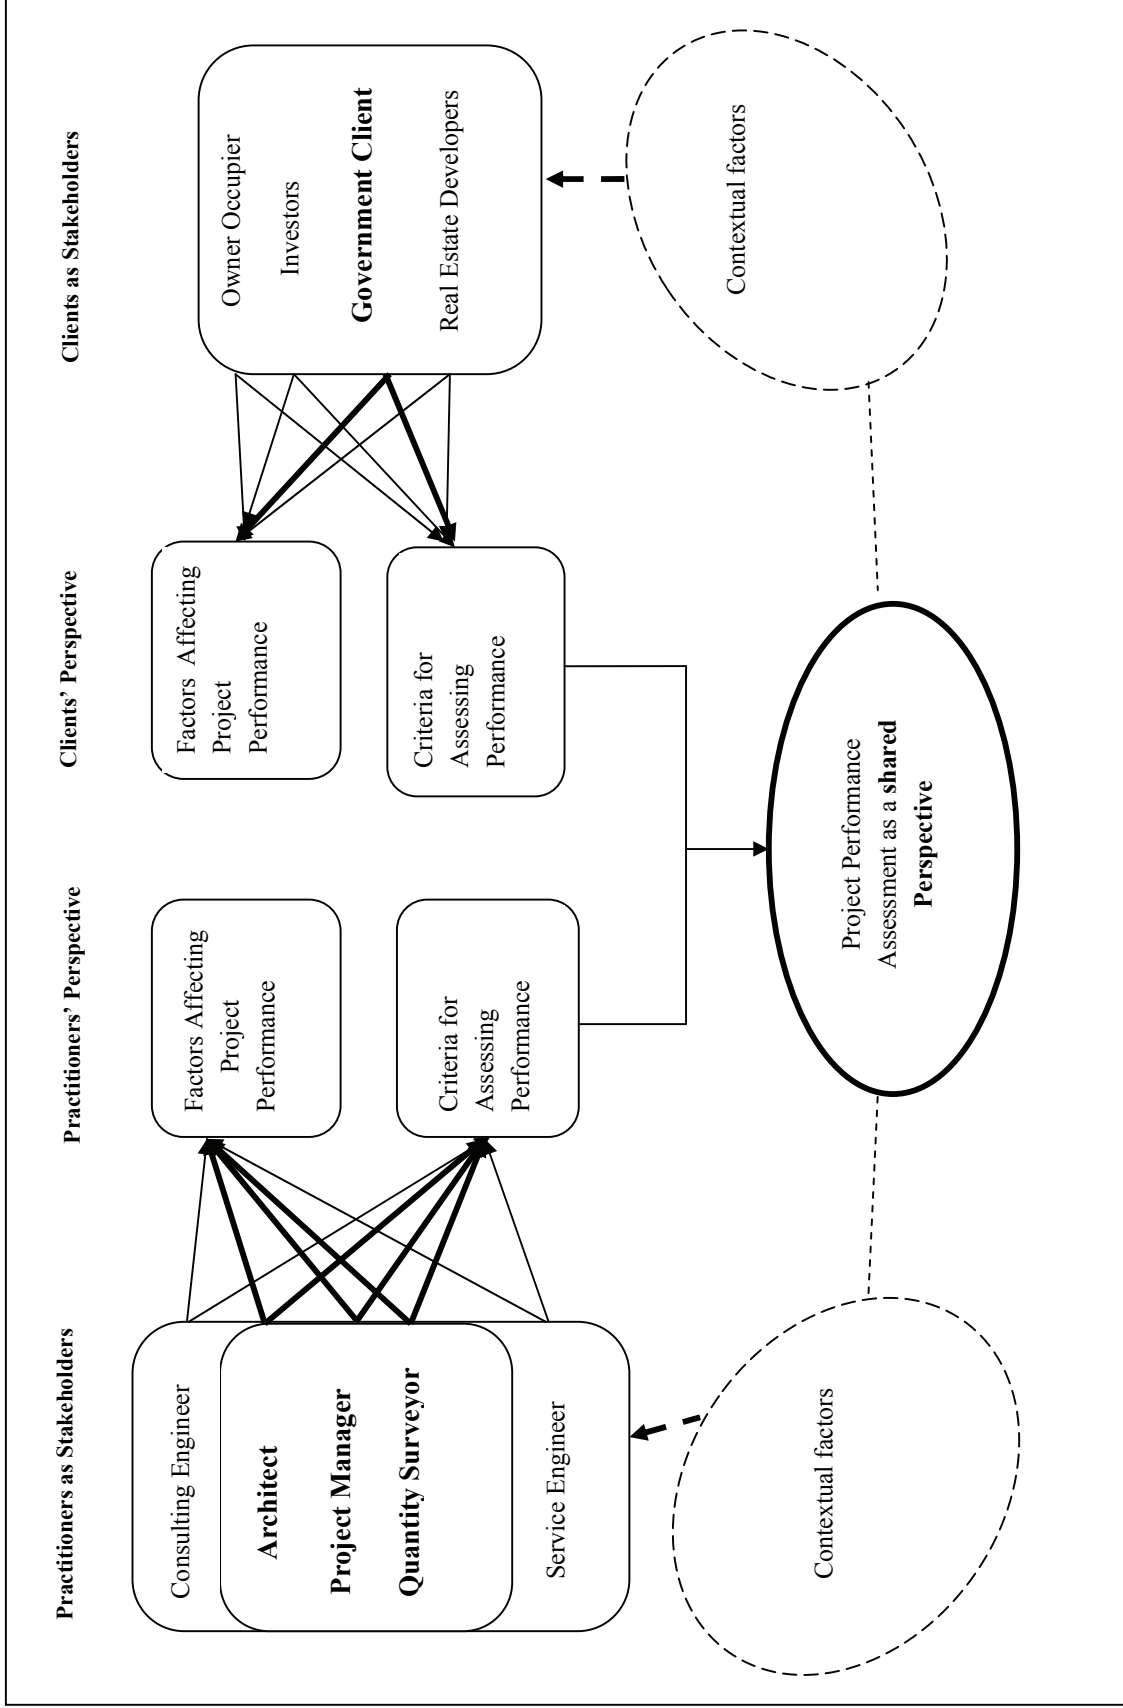 Practitioners as Stakeholders
Practitioners’ Perspective
Clients’ Perspective
Clients as Stakeholders
Consulting Engineer
Architect
Project Manager
Quantity Surveyor
Service Engineer
Factors Affecting
Project
Performance
Criteria for
Assessing
Performance
Factors Affecting
Project
Performance
Criteria for
Assessing
Performance
Owner Occupier
Investors
Government Client
Real Estate Developers
Contextual factors
Project Performance
Assessment as a shared
Perspective
Contextual factors